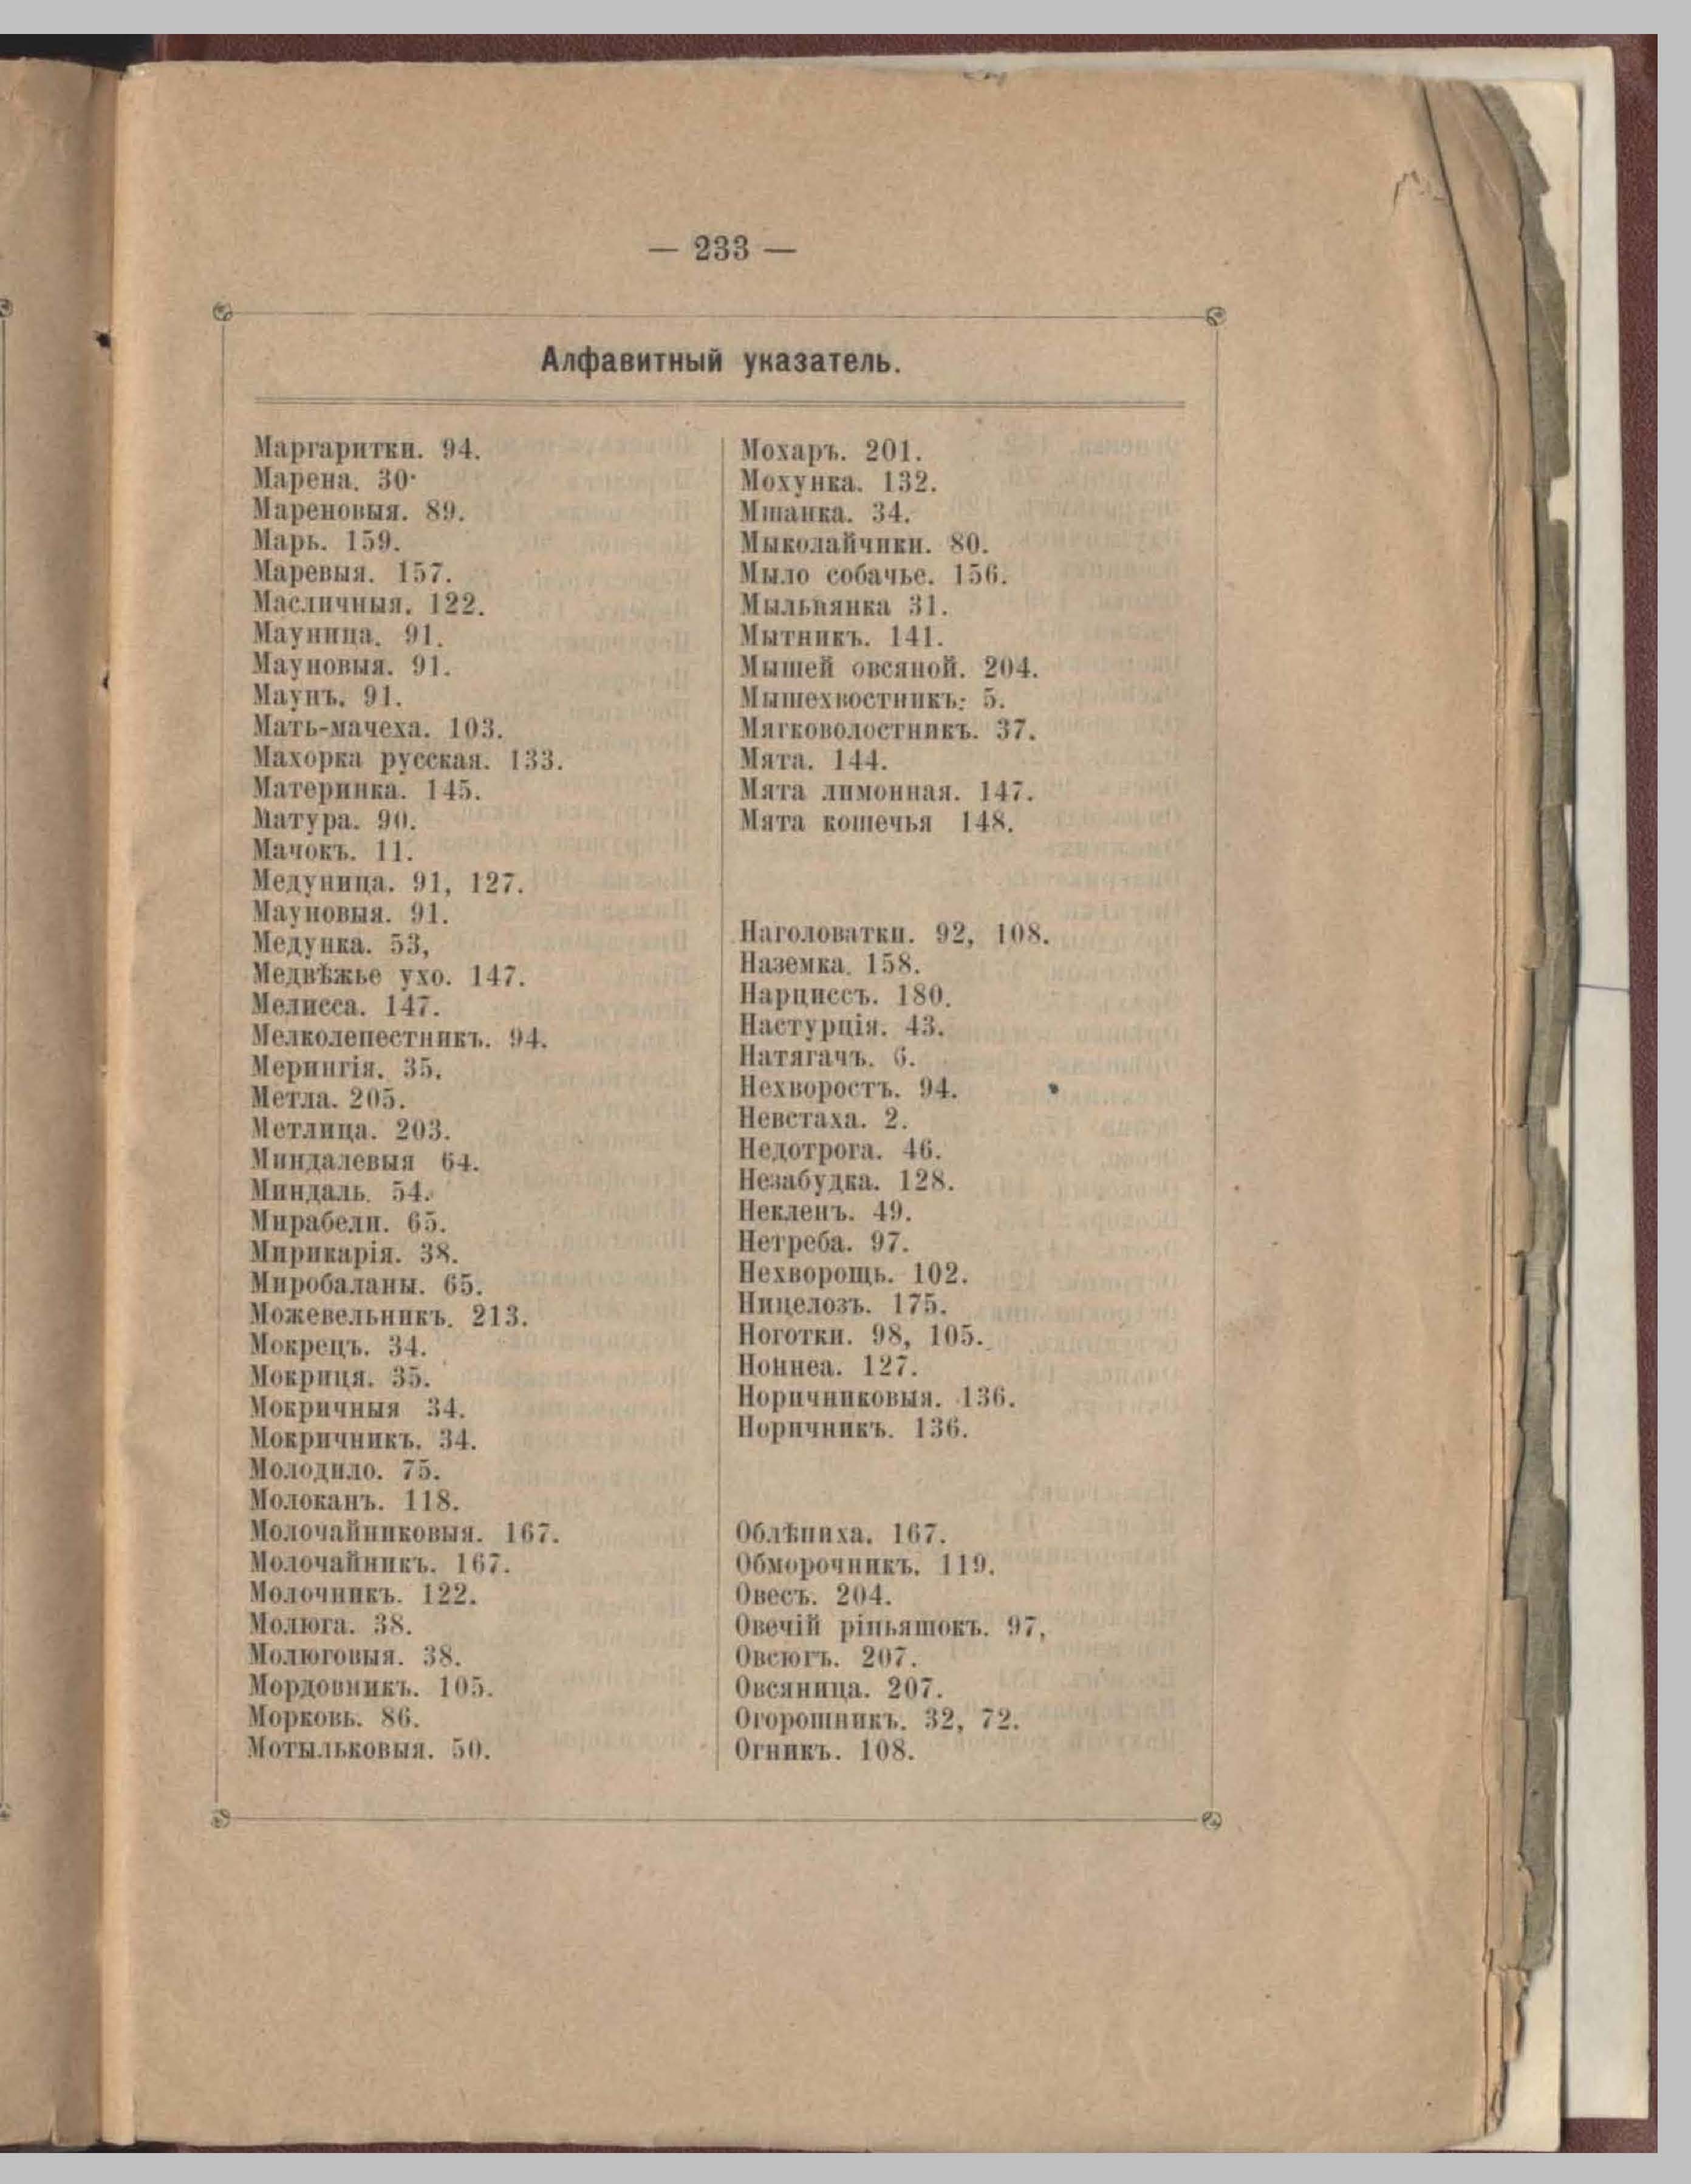 — 233 —
Алфавитный указатель.
Маргаритки. 94.
Марена. 30·
Мареновыя. 89.
Марь. 159.
Маревыя. 157.
Масличныя. 122.
Мауница. 91.
Мауновыя. 91.
Маунъ. 91.
Мать-мачеха. 103.
Махорка русская. 133.
Материнка. 145.
Матура. 90.
Мачокъ. 11.
Медуница. 91, 127.
Мауновыя. 91.
Медунка. 53,
Медвѣжье ухо. 147.
Мелисса. 147.
Мелколепестникъ. 94.
Мерингія. 35.
Метла. 205.
Метлица. 203.
Миндалевыя 64.
Миндаль. 54.
Мирабели. 65.
Мирикарія. 38.
Миробаланы. 65.
Можевельникъ. 213.
Мокрецъ. 34.
Мокриця. 35.
Мокричныя 34.
Мокричникъ. 34.
Молодило. 75.
Молоканъ. 118.
Молочайниковыя. 167.
Молочайникъ. 167.
Молочникъ. 122.
Молюга. 38.
Молюговыя. 38.
Мордовникъ. 105.
Морковь. 86.
Мотыльковыя. 50.
Мохаръ. 201.
Мохунка. 132.
Мшанка. 34.
Мыколайчики. 80.
Мыло собачье. 156.
Мыльнянка 31.
Мытникъ. 141.
Мышей овсяной. 204.
Мышехвостникъ: 5.
Мягковолостникъ. 37.
Мята. 144.
Мята лимонная. 147.
Мята кошечья 148.
Наголоватки. 92, 108.
Наземка. 158.
Нарциссъ. 180.
Настурція. 43.
Натягачъ. 6.
Нехворостъ. 94.
Невстаха. 2.
Недотрога. 46.
Незабудка. 128.
Некленъ. 49.
Нетреба. 97.
Нехворощь. 102.
Ницелозъ. 175.
Ноготки. 98, 105.
Ноннеа. 127.
Норичниковыя. 136.
Норичникъ. 136.
Облѣпиха. 167.
Обморочникъ. 119.
Овесъ. 204.
Овечій ріпьяшокъ. 97,
Овсюгъ. 207.
Овсяница. 207.
Огорошникъ. 32, 72.
Огникъ. 108.